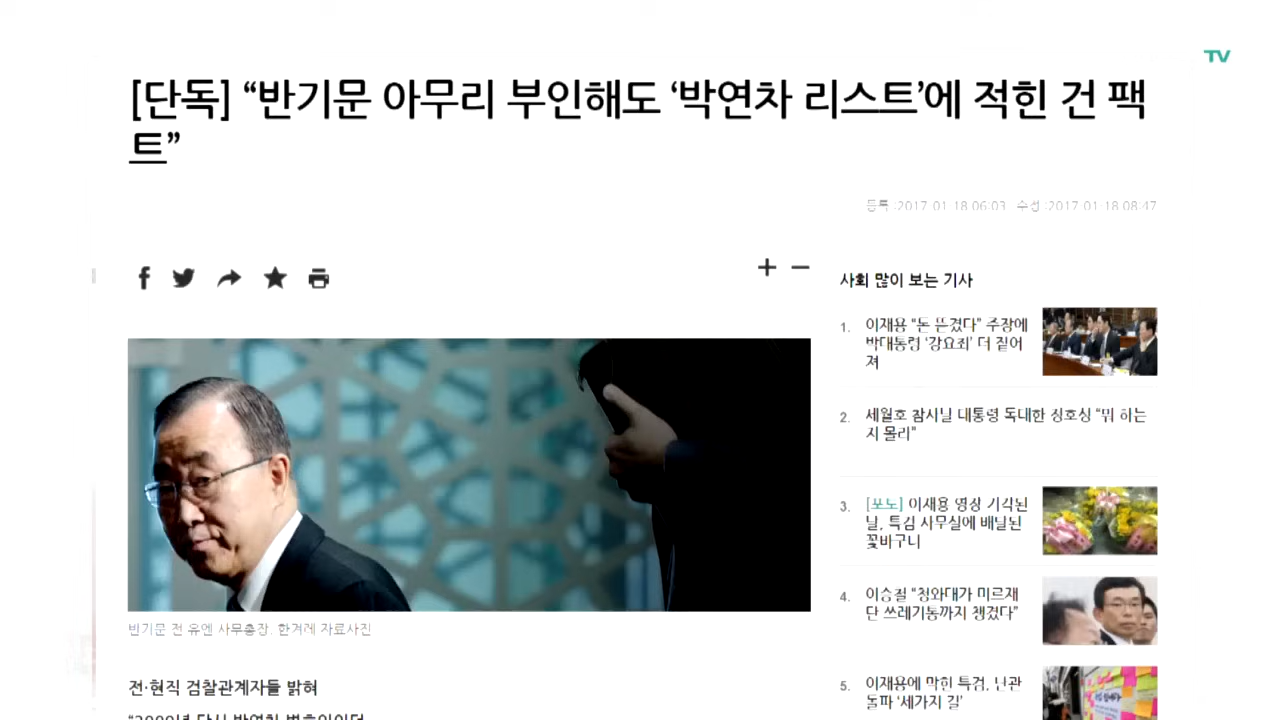 TV
[단독] “반기문 아무리 부인해도 ‘박연차 리스트’에 적힌 건 팩
트”
등록 :2017-01-18 06:03 수정 :2017-01-18 08:47
사회 많이 보는 기사
1. 이재용 “돈 뜯겼다” 주장에
박대통령 ‘강요죄’ 더 짙어
져
2. 세월호 참사날 대통령 독대한 정호성 “뭐 하는
지 몰라”
3. [포토] 이재용 영장 기각된
날, 특검 사무실에 배달된
꽃바구니
4. 이승철 “청와대가 미르재
단 쓰레기통까지 챙겼다”
5. 이재용에 막힌 특검, 난관
돌파 ‘세가지 길’
반기문 전 유엔 사무총장. 한겨레 자료사진
전·현직 검찰관계자들 밝혀